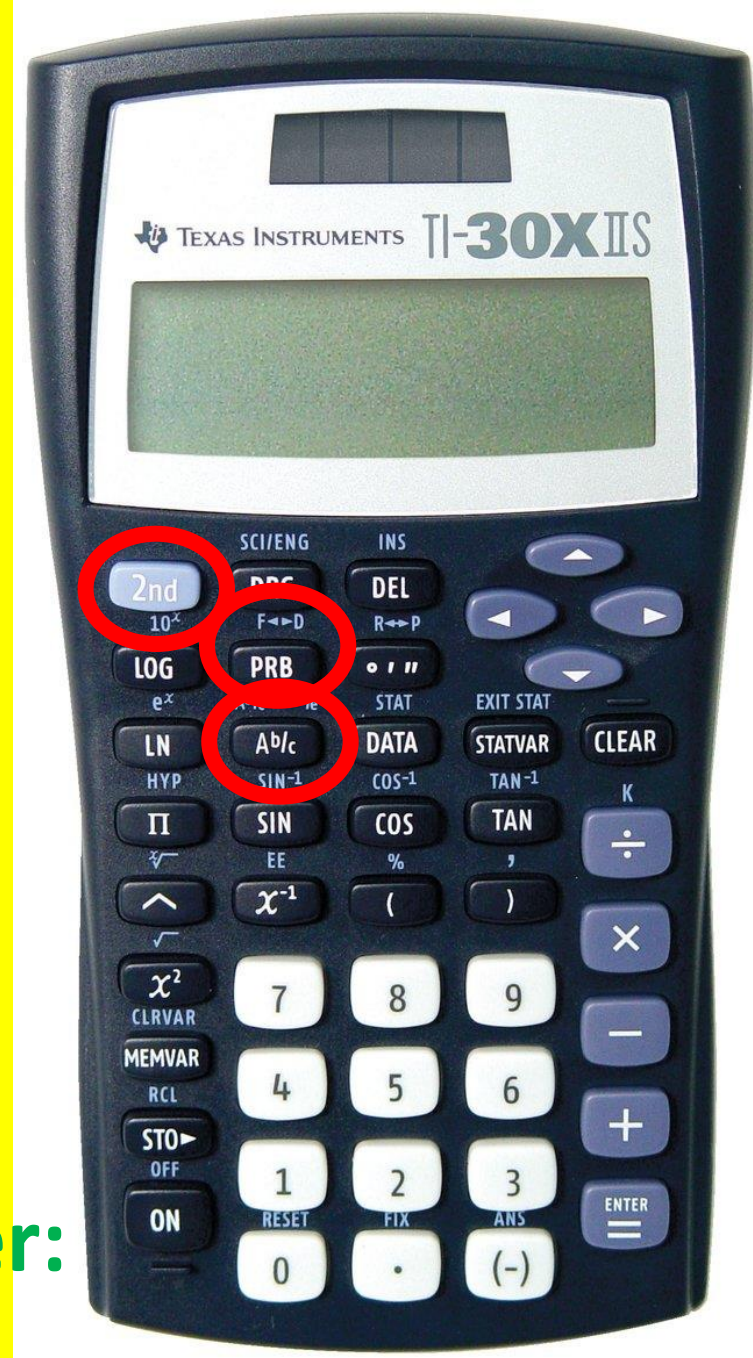 TEXAS INSTRUMENTS TI-30X IIS
SCI/ENG INS
2nd DEL
10ˣ F◄►D R◄►P
LOG PRB ° ' "
eˣ STAT EXIT STAT
LN Ab/c DATA STATVAR CLEAR
HYP SIN⁻¹ COS⁻¹ TAN⁻¹ K
Π SIN COS TAN ÷
ˣ√ EE % ,
^ x⁻¹ ( )
√ ×
x² 7 8 9
CLRVAR −
MEMVAR 4 5 6
RCL +
STO►
OFF 1 2 3
ON RESET FIX ANS ENTER =
er:
0 . (-)